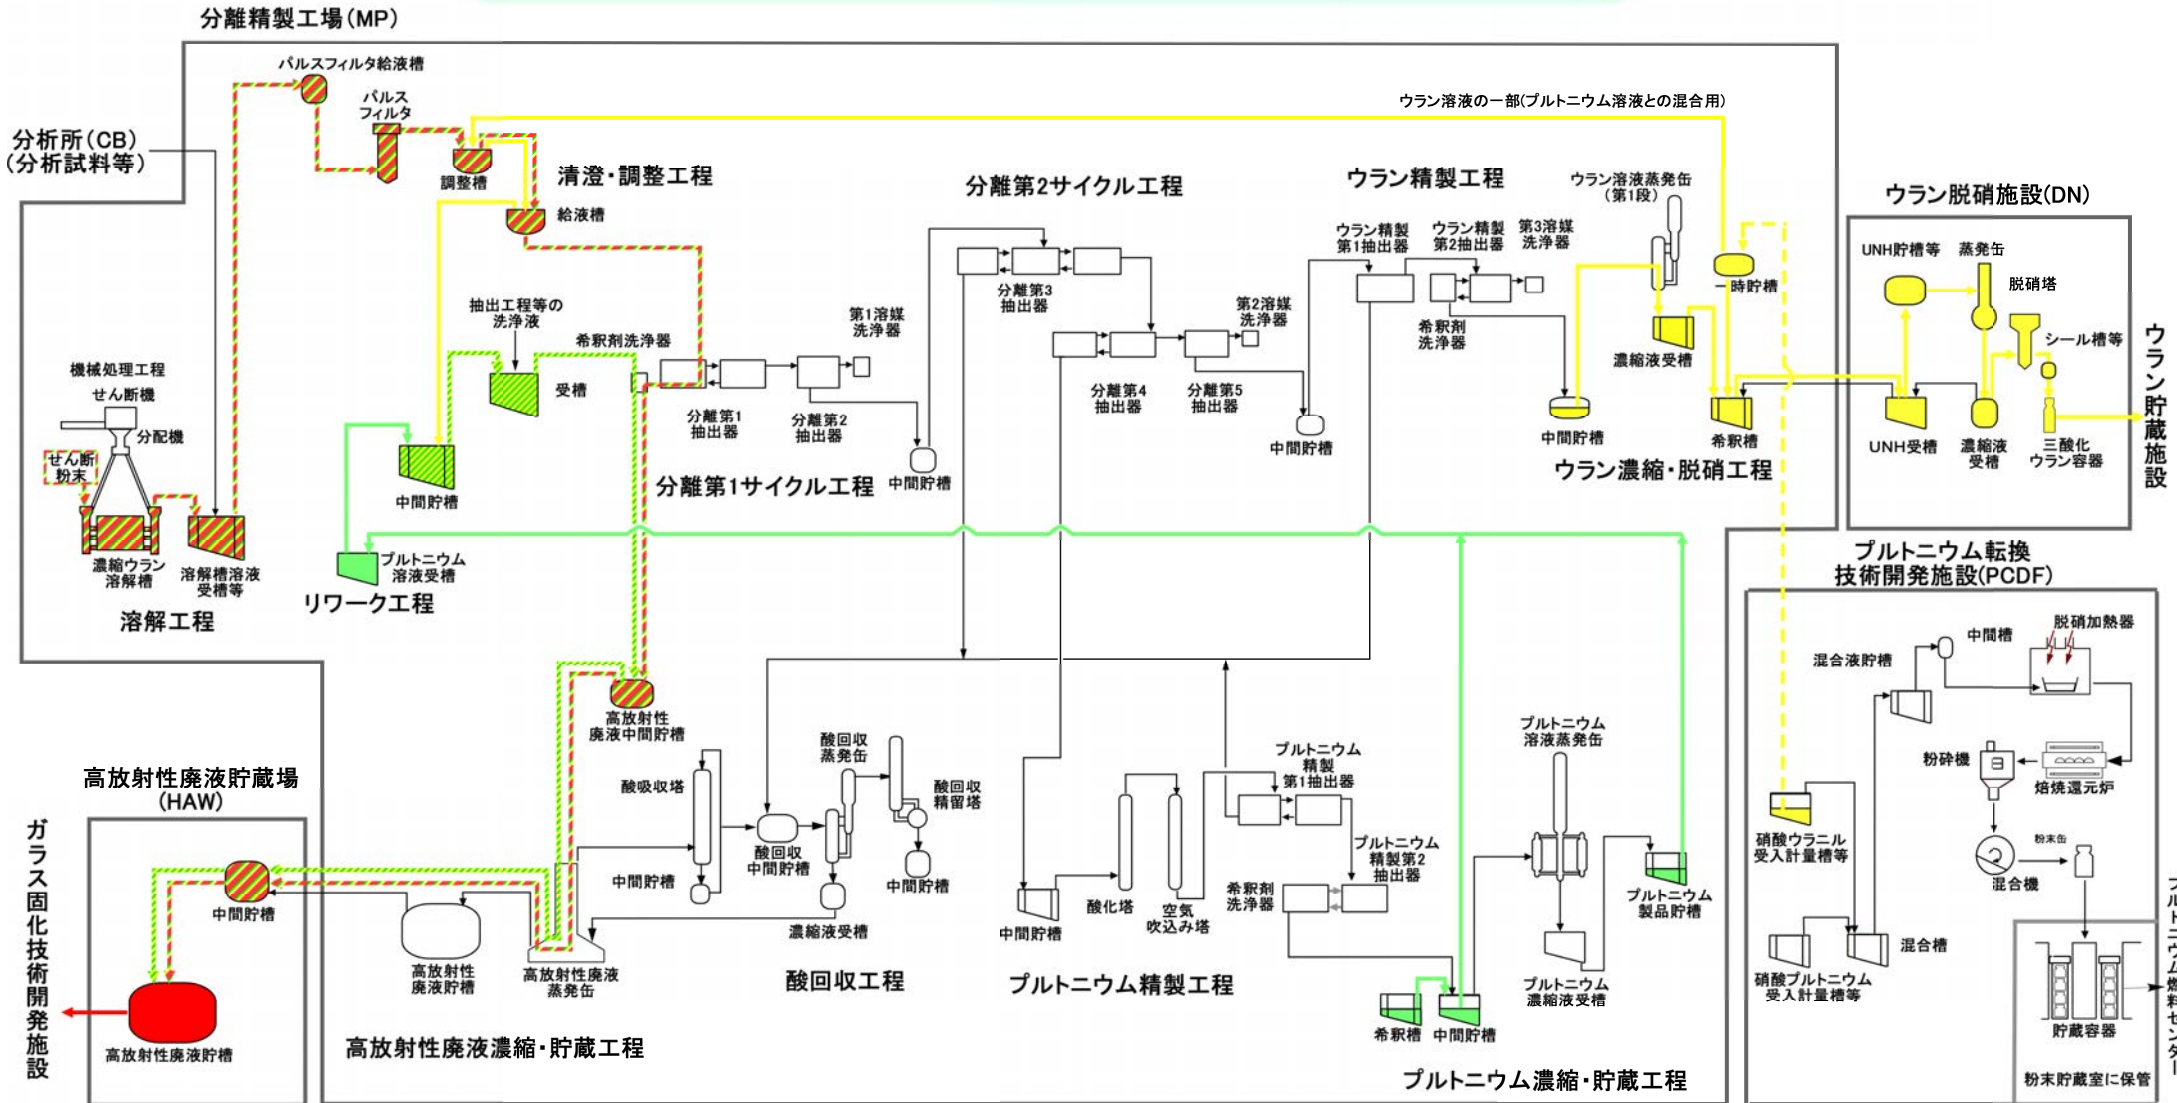 分離精製工場(MP)
パルスフィルタ給液槽
パルス
フィルタ
ウラン溶液の一部(プルトニウム溶液との混合用)
分析所(CB)
(分析試料等)
調整槽
清澄・調整工程
給液槽
分離第2サイクル工程
ウラン精製工程
ウラン溶液蒸発缶
(第1段)
ウラン脱硝施設(DN)
ウラン精製
第1抽出器
ウラン精製
第2抽出器
第3溶媒
洗浄器
UNH貯槽等
蒸発缶
脱硝塔
一時貯槽
シール槽等
抽出工程等の
洗浄液
希釈剤洗浄器
第1溶媒
洗浄器
分離第3
抽出器
第2溶媒
洗浄器
希釈剤
洗浄器
濃縮液受槽
機械処理工程
せん断機
分配機
受槽
分離第1
抽出器
分離第2
抽出器
分離第4
抽出器
分離第5
抽出器
中間貯槽
中間貯槽
希釈槽
UNH受槽
濃縮液
受槽
三酸化
ウラン容器
ウラン貯蔵施設
せん断
粉末
中間貯槽
分離第1サイクル工程
中間貯槽
ウラン濃縮・脱硝工程
濃縮ウラン
溶解槽
溶解槽溶液
受槽等
溶解工程
プルトニウム
溶液受槽
リワーク工程
プルトニウム転換
技術開発施設(PCDF)
脱硝加熱器
中間槽
混合液貯槽
高放射性
廃液中間貯槽
酸回収
蒸発缶
プルトニウム
溶液蒸発缶
プルトニウム
精製
第1抽出器
粉砕機
焙焼還元炉
高放射性廃液貯蔵場
(HAW)
酸吸収塔
酸回収
精留塔
硝酸ウラニル
受入計量槽等
粉末缶
混合機
ガラス固化技術開発施設
中間貯槽
中間貯槽
酸回収
中間貯槽
中間貯槽
プルトニウム
精製第2
抽出器
希釈剤
洗浄器
プルトニウム
製品貯槽
中間貯槽
酸化塔
空気
吹込み塔
濃縮液受槽
混合槽
高放射性
廃液貯槽
高放射性廃液
蒸発缶
酸回収工程
プルトニウム精製工程
プルトニウム
濃縮液受槽
硝酸プルトニウム
受入計量槽等
プルトニウム燃料センター
高放射性廃液貯槽
高放射性廃液濃縮・貯蔵工程
希釈槽
中間貯槽
貯蔵容器
プルトニウム濃縮・貯蔵工程
粉末貯蔵室に保管